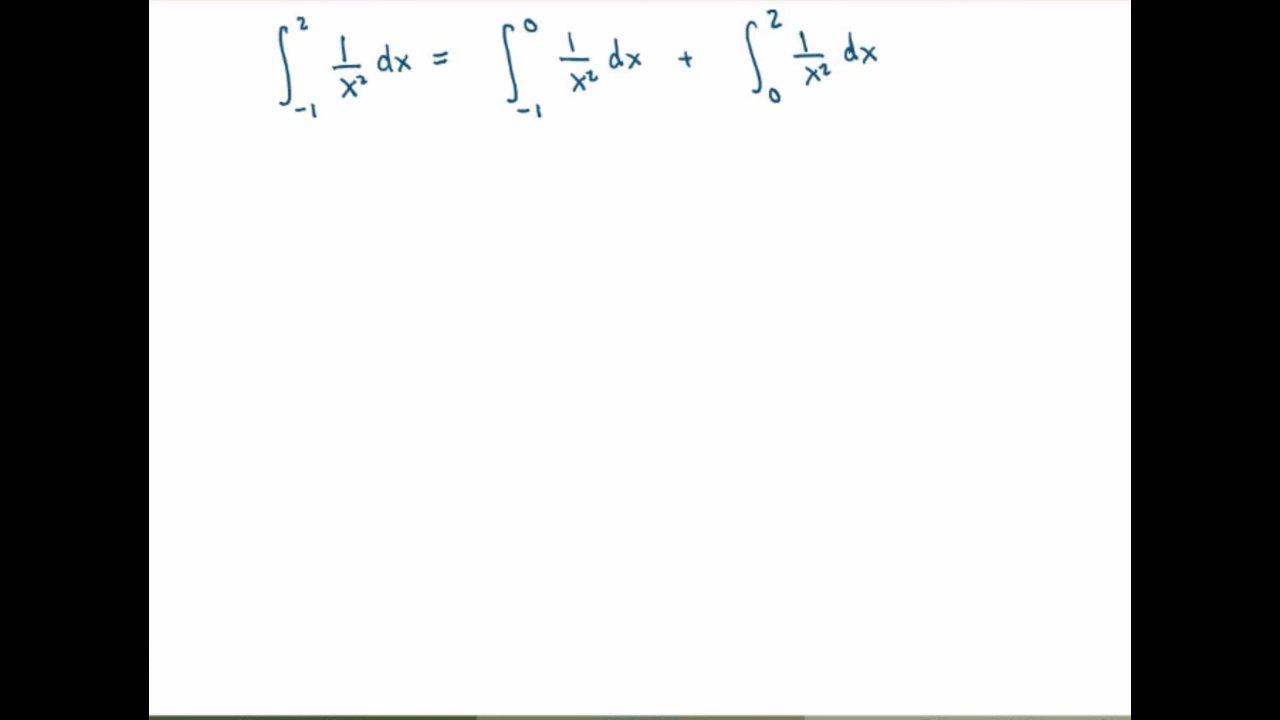 ∫_{-1}^{2} 1/x² dx = ∫_{-1}^{0} 1/x² dx + ∫_{0}^{2} 1/x² dx